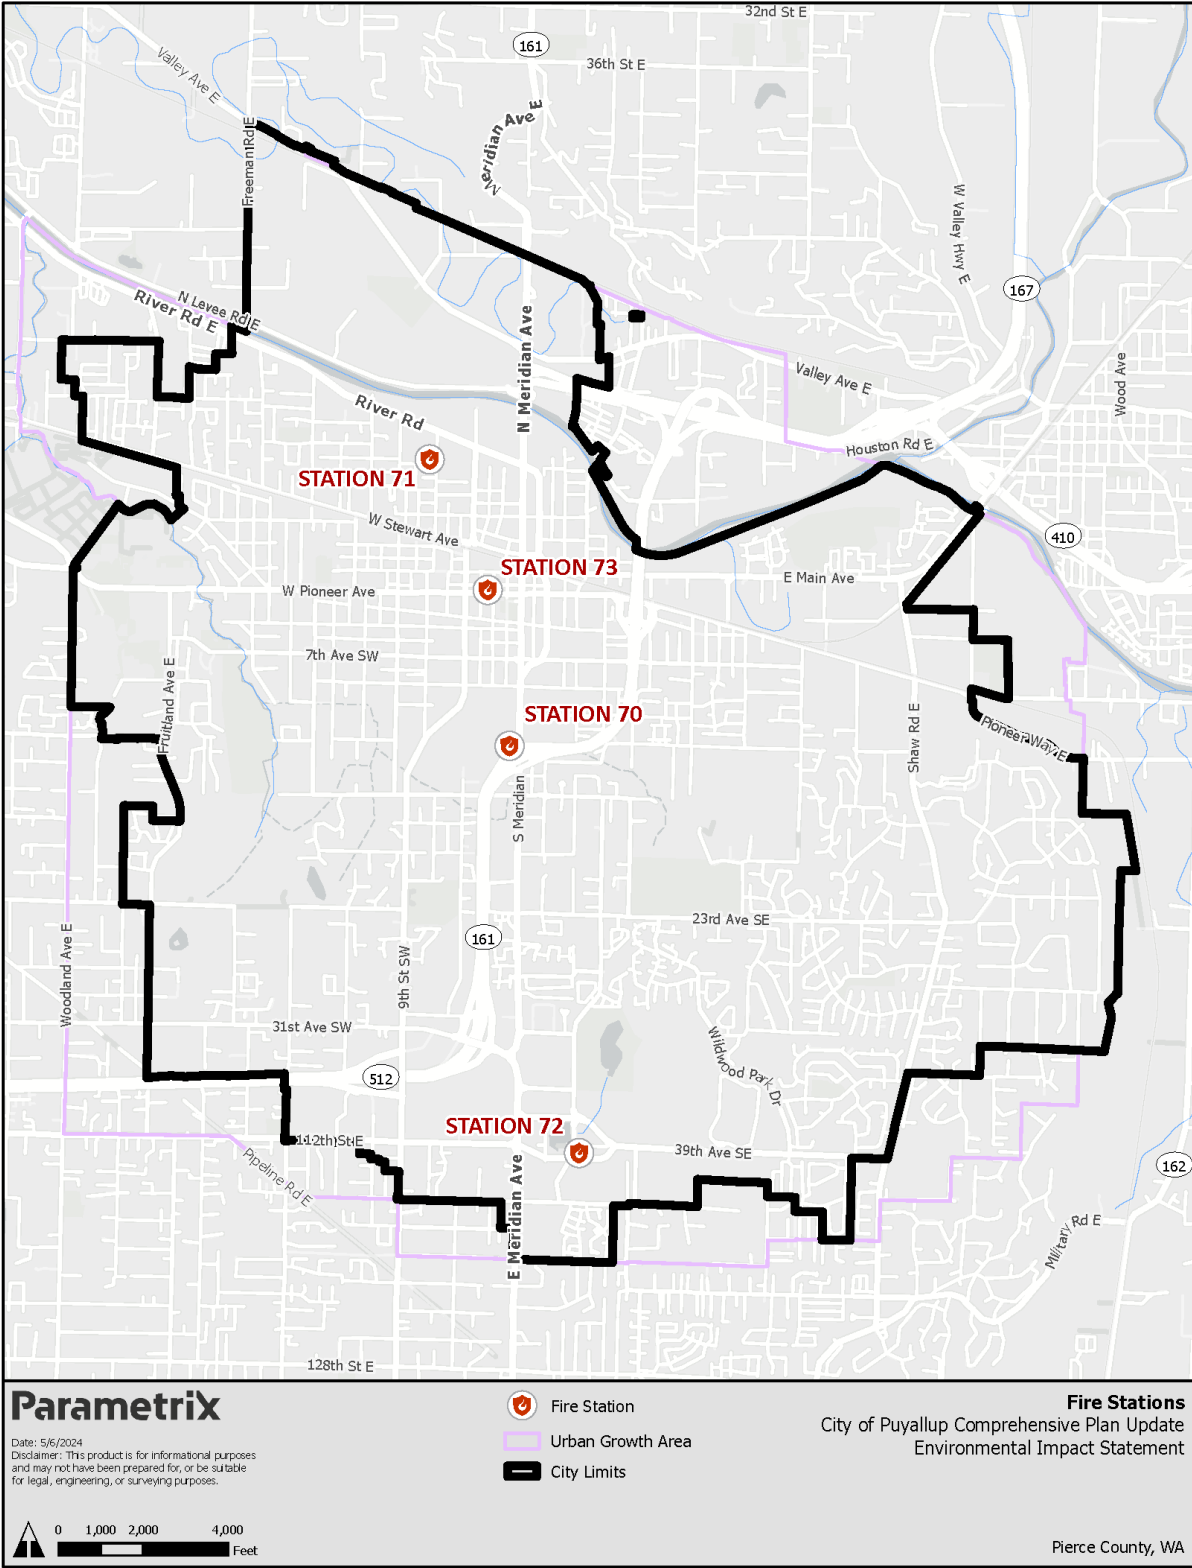 32nd St E
161
36th St E
Valley Ave E
Meridian Ave E
Freeman Rd E
W Valley Hwy E
167
N Levee Rd E
River Rd E
N Meridian Ave
Valley Ave E
Wood Ave
River Rd
Houston Rd E
STATION 71
W Stewart Ave
410
STATION 73
E Main Ave
W Pioneer Ave
7th Ave SW
Fruitland Ave E
STATION 70
Shaw Rd E
Pioneer Way E
S Meridian
23rd Ave SE
161
Woodland Ave E
9th St SW
31st Ave SW
Wildwood Park Dr
512
STATION 72
112th St E
39th Ave SE
Pipeline Rd E
162
E Meridian Ave
Military Rd E
128th St E
Parametrix
Date: 5/6/2024
Disclaimer: This product is for informational purposes
and may not have been prepared for, or be suitable
for legal, engineering, or surveying purposes.
0 1,000 2,000 4,000
Feet
Fire Station
Urban Growth Area
City Limits
Fire Stations
City of Puyallup Comprehensive Plan Update
Environmental Impact Statement
Pierce County, WA